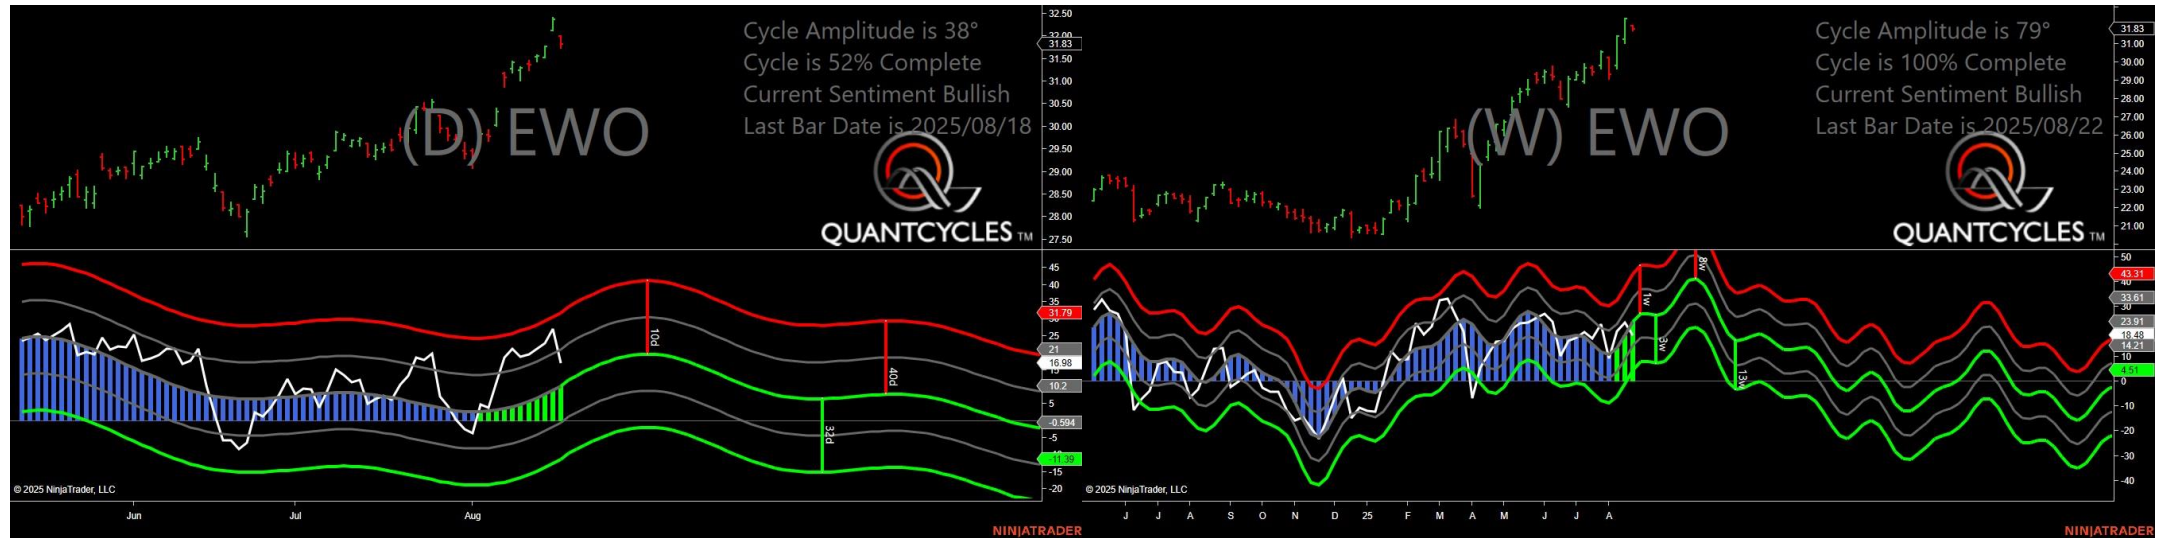 Cycle Amplitude is 38°
Cycle is 52% Complete
Current Sentiment Bullish
Last Bar Date is 2025/08/18
(D) EWO
QUANTCYCLES TM
32.50
32.00
31.83
31.50
31.00
30.50
30.00
29.50
29.00
28.50
28.00
27.50
45
40
35
31.79
25
21
16.98
15
10.2
5
-0.594
-5
-11.39
-15
-20
10d
32d
40d
© 2025 NinjaTrader, LLC
Jun Jul Aug
NINJATRADER
Cycle Amplitude is 79°
Cycle is 100% Complete
Current Sentiment Bullish
Last Bar Date is 2025/08/22
(W) EWO
QUANTCYCLES TM
31.83
31.00
30.00
29.00
28.00
27.00
26.00
25.00
24.00
23.00
22.00
21.00
50
43.31
40
33.61
30
23.91
18.48
14.21
10
4.51
0
-10
-20
-30
-40
1w
3w
8w
13w
© 2025 NinjaTrader, LLC
J J A S O N D 25 F M A M J J A
NINJATRADER